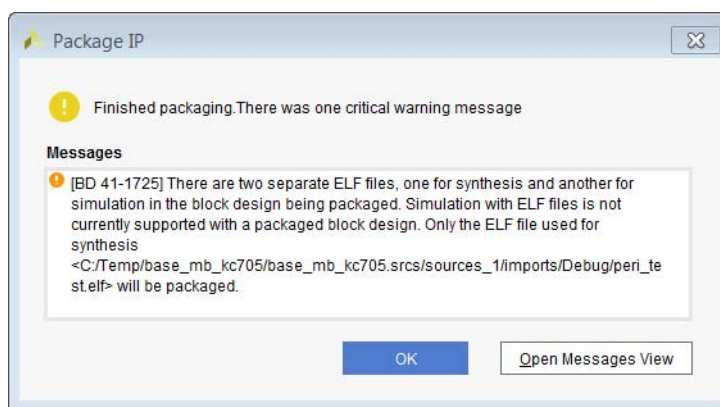 Package IP
Finished packaging.There was one critical warning message
Messages
[BD 41-1725] There are two separate ELF files, one for synthesis and another for
simulation in the block design being packaged. Simulation with ELF files is not
currently supported with a packaged block design. Only the ELF file used for
synthesis
<C:/Temp/base_mb_kc705/base_mb_kc705.srcs/sources_1/imports/Debug/peri_te
st.elf> will be packaged.
OK
Open Messages View